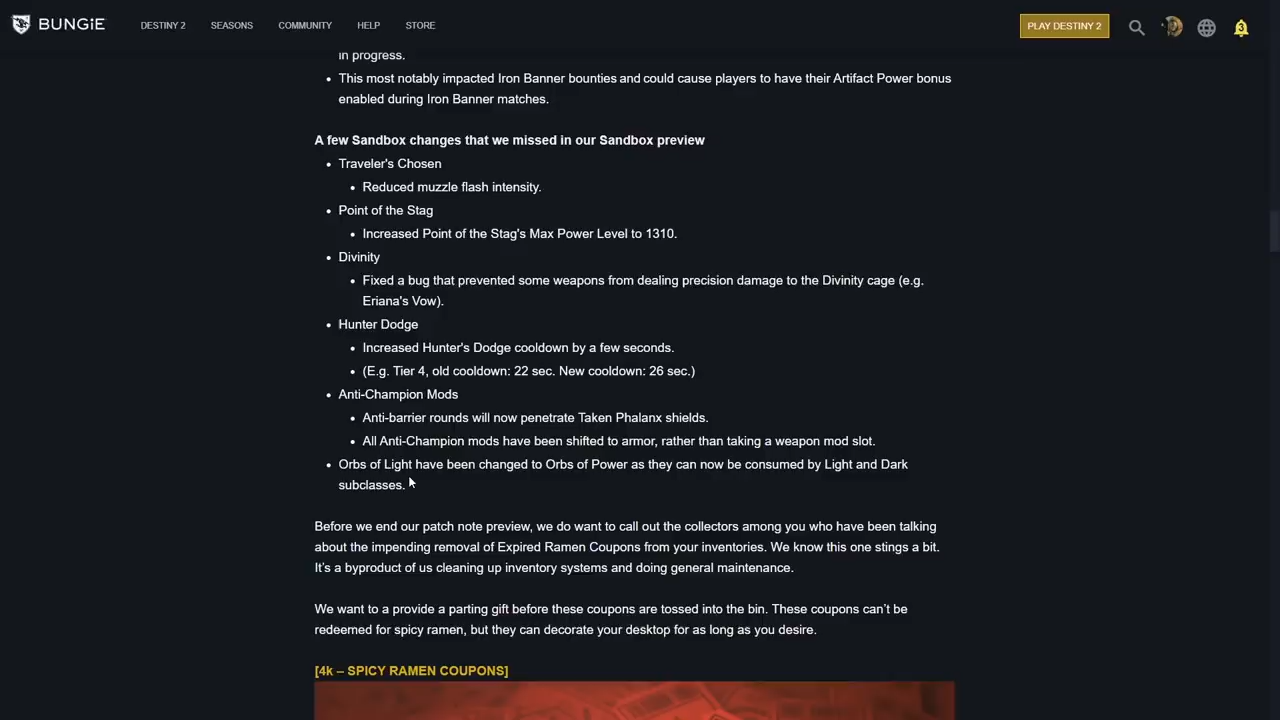 BUNGiE
DESTINY 2
SEASONS
COMMUNITY
HELP
STORE
PLAY DESTINY 2
3
in progress.
• This most notably impacted Iron Banner bounties and could cause players to have their Artifact Power bonus
enabled during Iron Banner matches.
A few Sandbox changes that we missed in our Sandbox preview
• Traveler's Chosen
• Reduced muzzle flash intensity.
• Point of the Stag
• Increased Point of the Stag's Max Power Level to 1310.
• Divinity
• Fixed a bug that prevented some weapons from dealing precision damage to the Divinity cage (e.g.
Eriana's Vow).
• Hunter Dodge
• Increased Hunter's Dodge cooldown by a few seconds.
• (E.g. Tier 4, old cooldown: 22 sec. New cooldown: 26 sec.)
• Anti-Champion Mods
• Anti-barrier rounds will now penetrate Taken Phalanx shields.
• All Anti-Champion mods have been shifted to armor, rather than taking a weapon mod slot.
• Orbs of Light have been changed to Orbs of Power as they can now be consumed by Light and Dark
subclasses.
Before we end our patch note preview, we do want to call out the collectors among you who have been talking
about the impending removal of Expired Ramen Coupons from your inventories. We know this one stings a bit.
It's a byproduct of us cleaning up inventory systems and doing general maintenance.
We want to a provide a parting gift before these coupons are tossed into the bin. These coupons can't be
redeemed for spicy ramen, but they can decorate your desktop for as long as you desire.
[4k – SPICY RAMEN COUPONS]